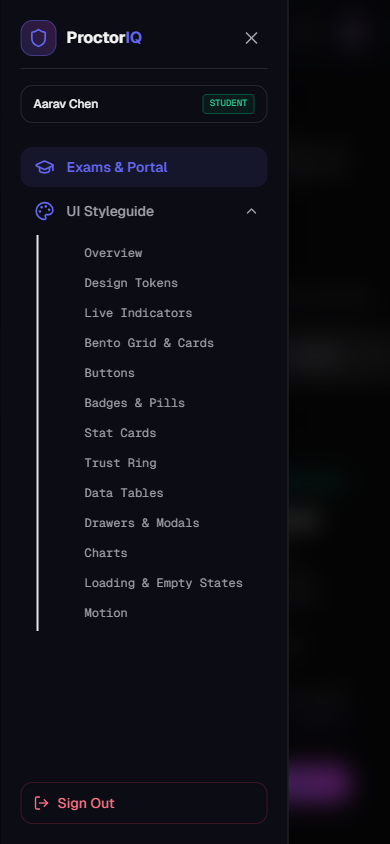 ProctorIQ
Aarav Chen STUDENT
Exams & Portal
UI Styleguide
Overview
Design Tokens
Live Indicators
Bento Grid & Cards
Buttons
Badges & Pills
Stat Cards
Trust Ring
Data Tables
Drawers & Modals
Charts
Loading & Empty States
Motion
Sign Out